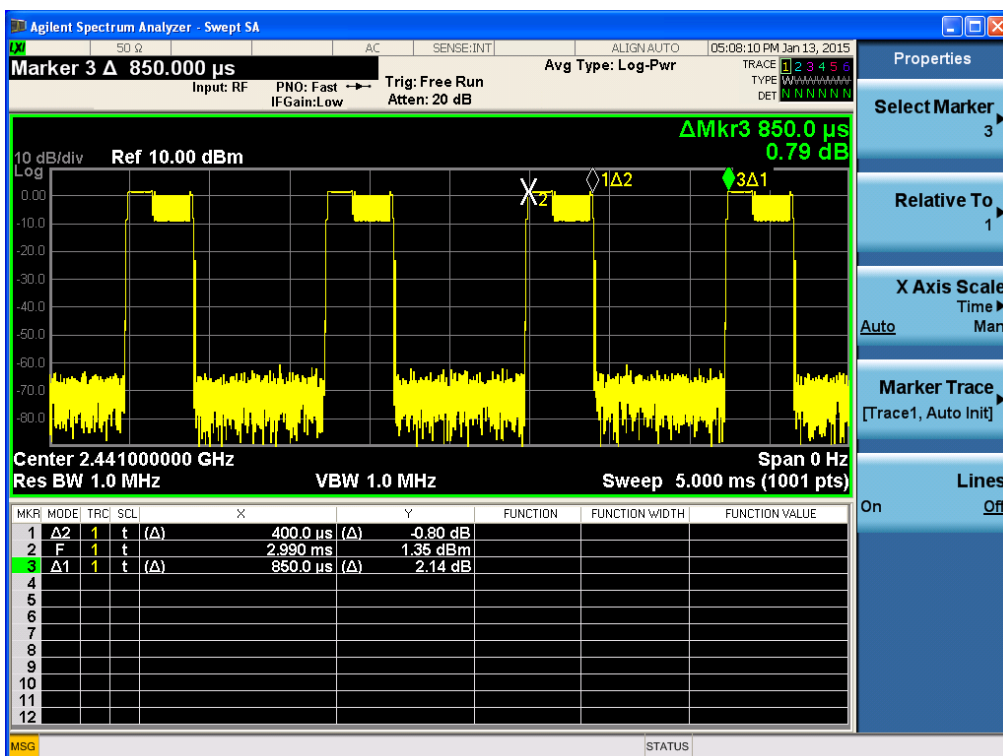 Agilent Spectrum Analyzer - Swept SA
LXI 50 Ω AC SENSE:INT ALIGN AUTO 05:08:10 PM Jan 13, 2015
Marker 3 Δ 850.000 µs
Input: RF PNO: Fast IFGain:Low
Trig: Free Run
Atten: 20 dB
Avg Type: Log-Pwr
TRACE 1 2 3 4 5 6
TYPE WWWWWW
DET N N N N N N
ΔMkr3 850.0 µs
0.79 dB
10 dB/div Ref 10.00 dBm
Log
0.00
-10.0
-20.0
-30.0
-40.0
-50.0
-60.0
-70.0
-80.0
X2
1Δ2
3Δ1
Center 2.441000000 GHz Span 0 Hz
Res BW 1.0 MHz VBW 1.0 MHz Sweep 5.000 ms (1001 pts)
MKR MODE TRC SCL X Y FUNCTION FUNCTION WIDTH FUNCTION VALUE
1 Δ2 1 t (Δ) 400.0 µs (Δ) -0.80 dB
2 F 1 t 2.990 ms 1.35 dBm
3 Δ1 1 t (Δ) 850.0 µs (Δ) 2.14 dB
4
5
6
7
8
9
10
11
12
MSG STATUS
Properties
Select Marker
3
Relative To
1
X Axis Scale
Time
Auto Man
Marker Trace
[Trace1, Auto Init]
Lines
On Off